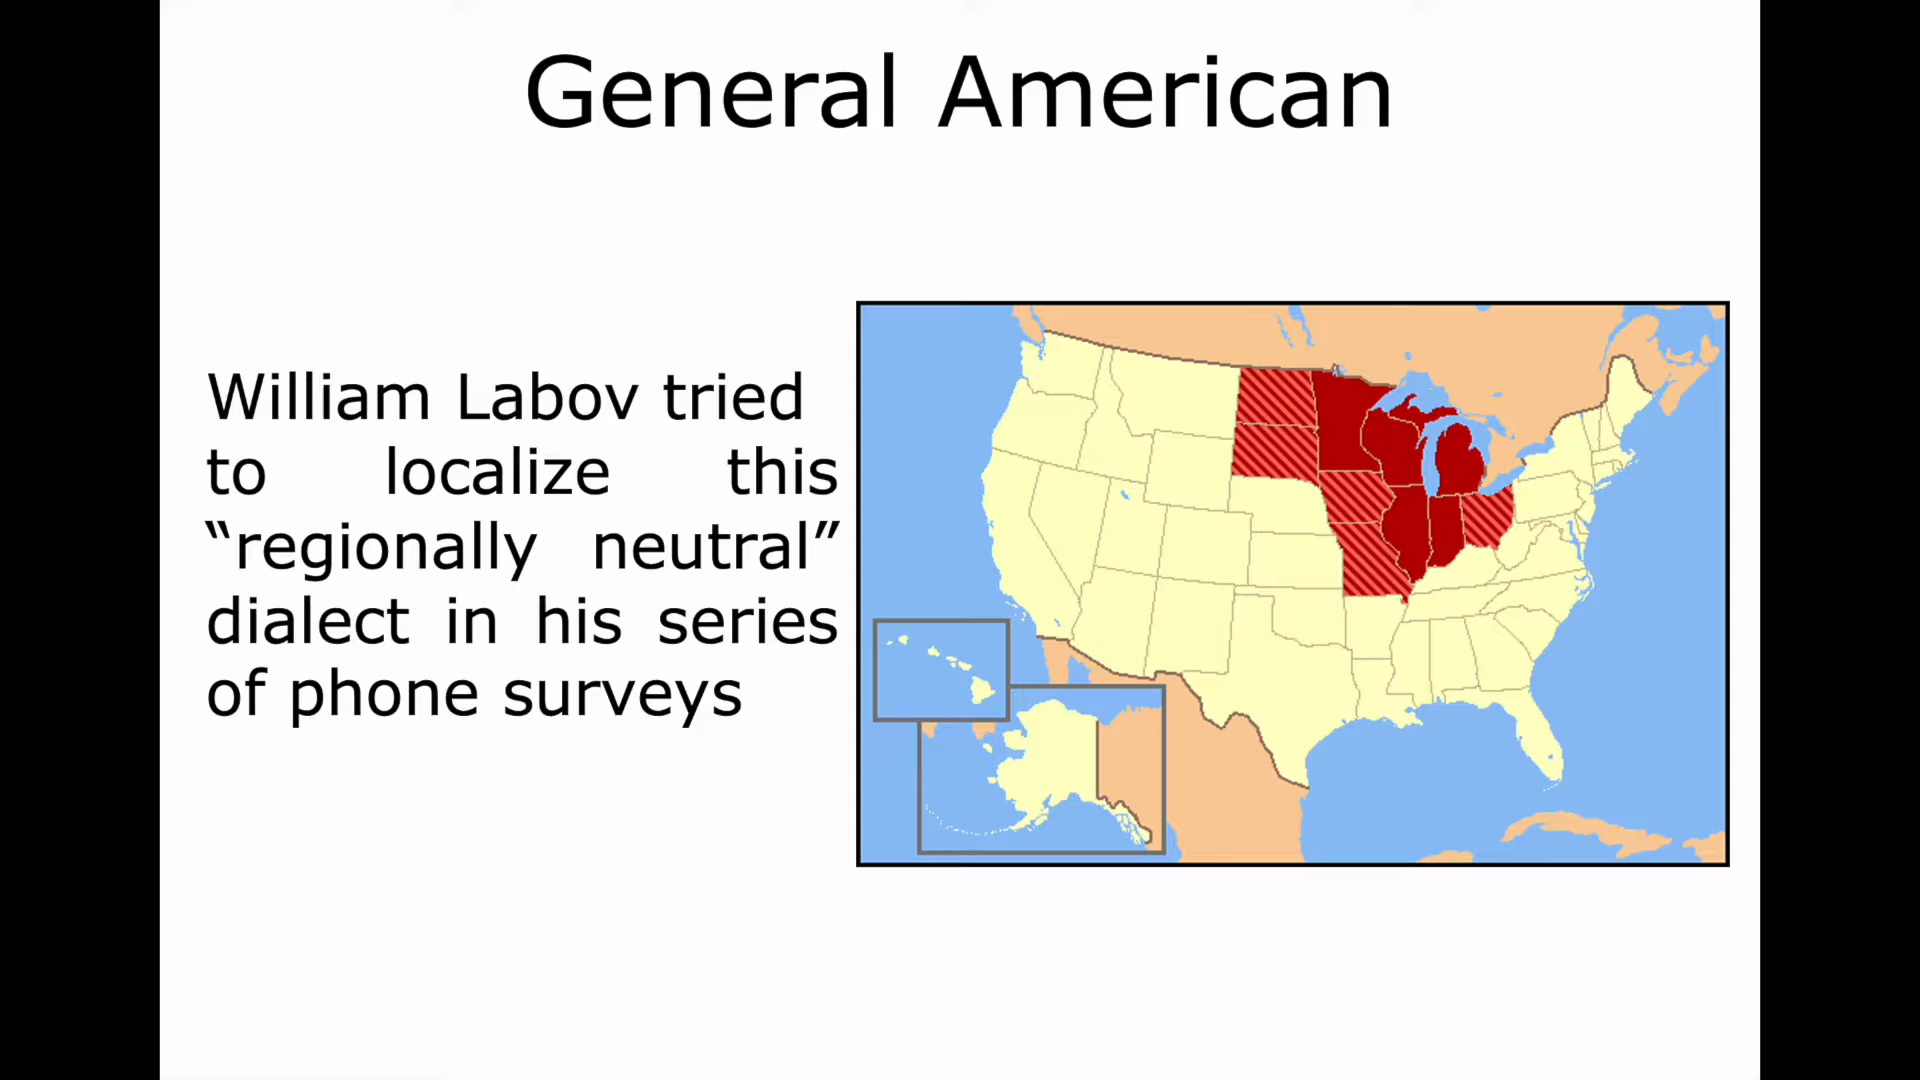 General American
William Labov tried
to localize this
“regionally neutral”
dialect in his series
of phone surveys